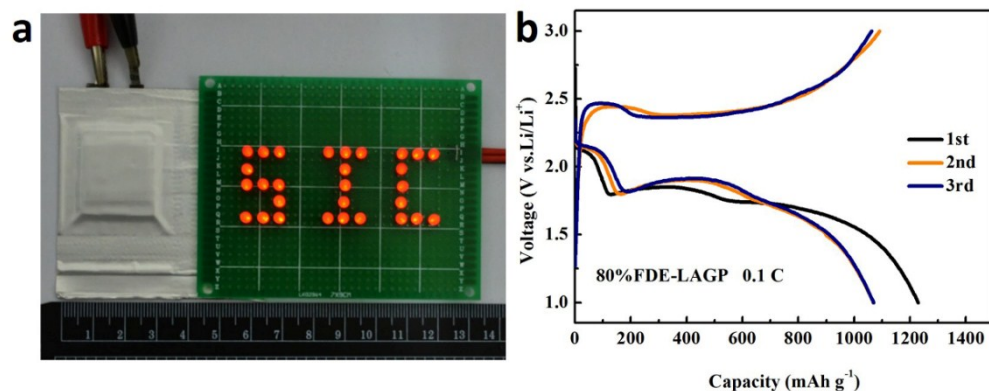 a
SIC
1 2 3 4 5 6 7 8 9 10 11 12 13 14
b
3.0
2.5
2.0
1.5
1.0
Voltage (V vs.Li/Li⁺)
1st
2nd
3rd
80%FDE-LAGP 0.1 C
0 200 400 600 800 1000 1200 1400
Capacity (mAh g⁻¹)